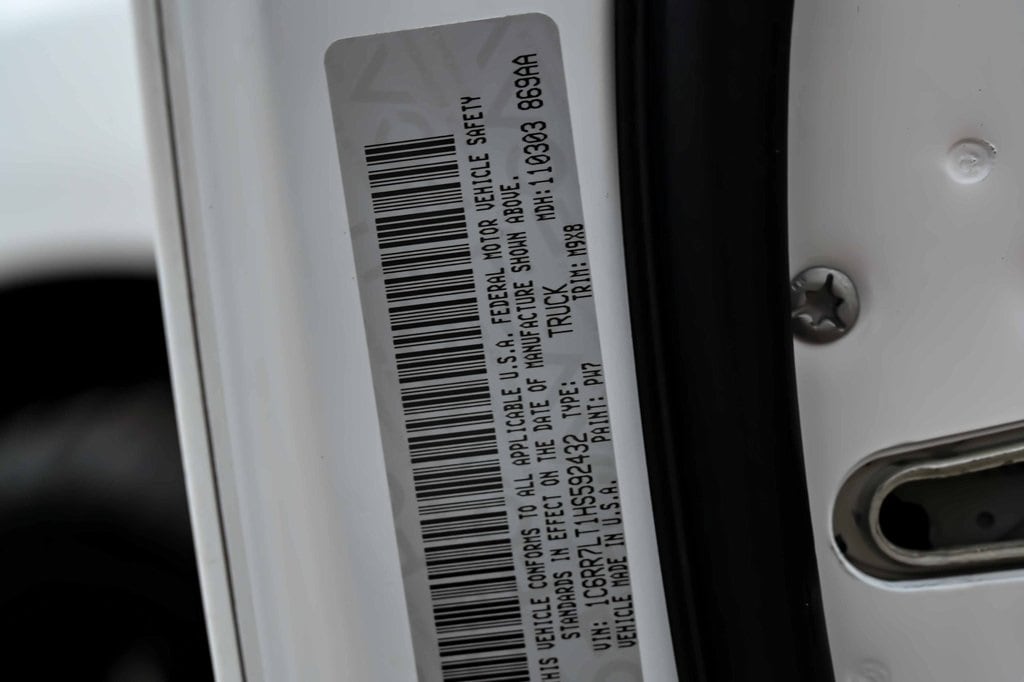 HIS VEHICLE CONFORMS TO ALL APPLICABLE U.S.A. FEDERAL MOTOR VEHICLE SAFETY
STANDARDS IN EFFECT ON THE DATE OF MANUFACTURE SHOWN ABOVE.
VIN: 1C6RR7LT1HS592432 TYPE: TRUCK MDH: 110303 869AA
VEHICLE MADE IN U.S.A. PAINT: PW7 TRIM: M9X8